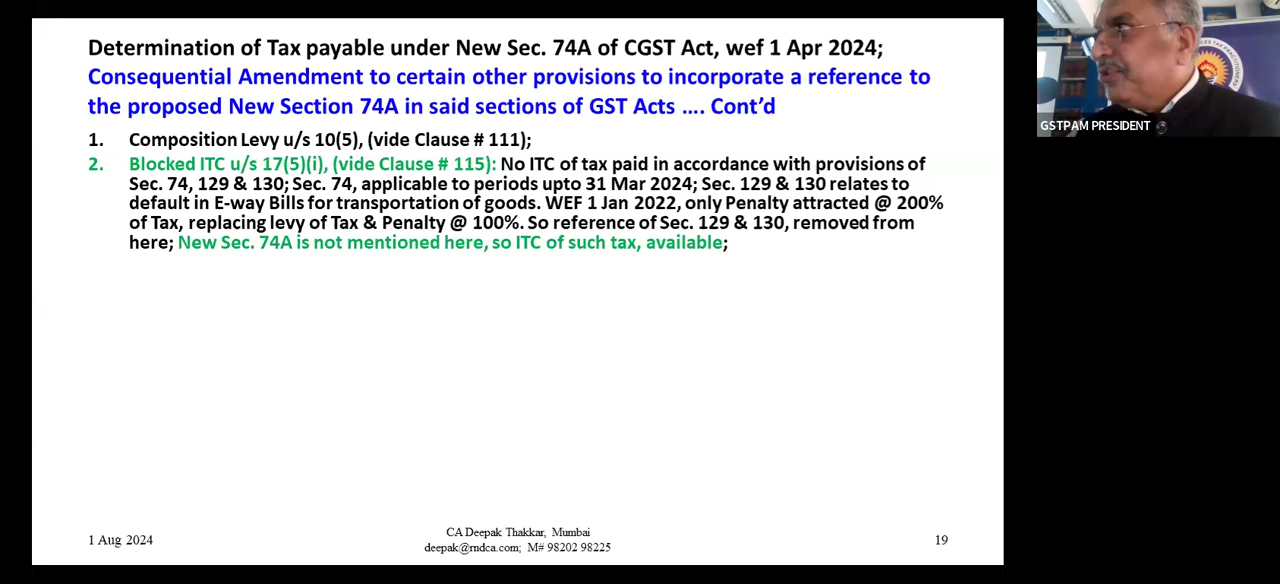 Determination of Tax payable under New Sec. 74A of CGST Act, wef 1 Apr 2024;
Consequential Amendment to certain other provisions to incorporate a reference to
the proposed New Section 74A in said sections of GST Acts .... Cont'd
1. Composition Levy u/s 10(5), (vide Clause # 111);
2. Blocked ITC u/s 17(5)(i), (vide Clause # 115): No ITC of tax paid in accordance with provisions of
Sec. 74, 129 & 130; Sec. 74, applicable to periods upto 31 Mar 2024; Sec. 129 & 130 relates to
default in E-way Bills for transportation of goods. WEF 1 Jan 2022, only Penalty attracted @ 200%
of Tax, replacing levy of Tax & Penalty @ 100%. So reference of Sec. 129 & 130, removed from
here; New Sec. 74A is not mentioned here, so ITC of such tax, available;
GSTPAM PRESIDENT
1 Aug 2024
CA Deepak Thakkar, Mumbai
deepak@rndca.com; M# 98202 98225
19